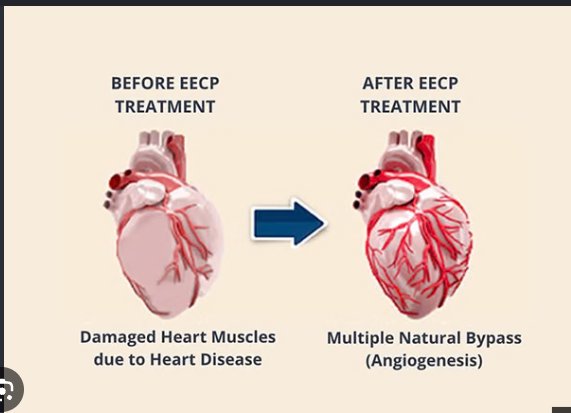 BEFORE EECP
TREATMENT
AFTER EECP
TREATMENT
Damaged Heart Muscles
due to Heart Disease
Multiple Natural Bypass
(Angiogenesis)